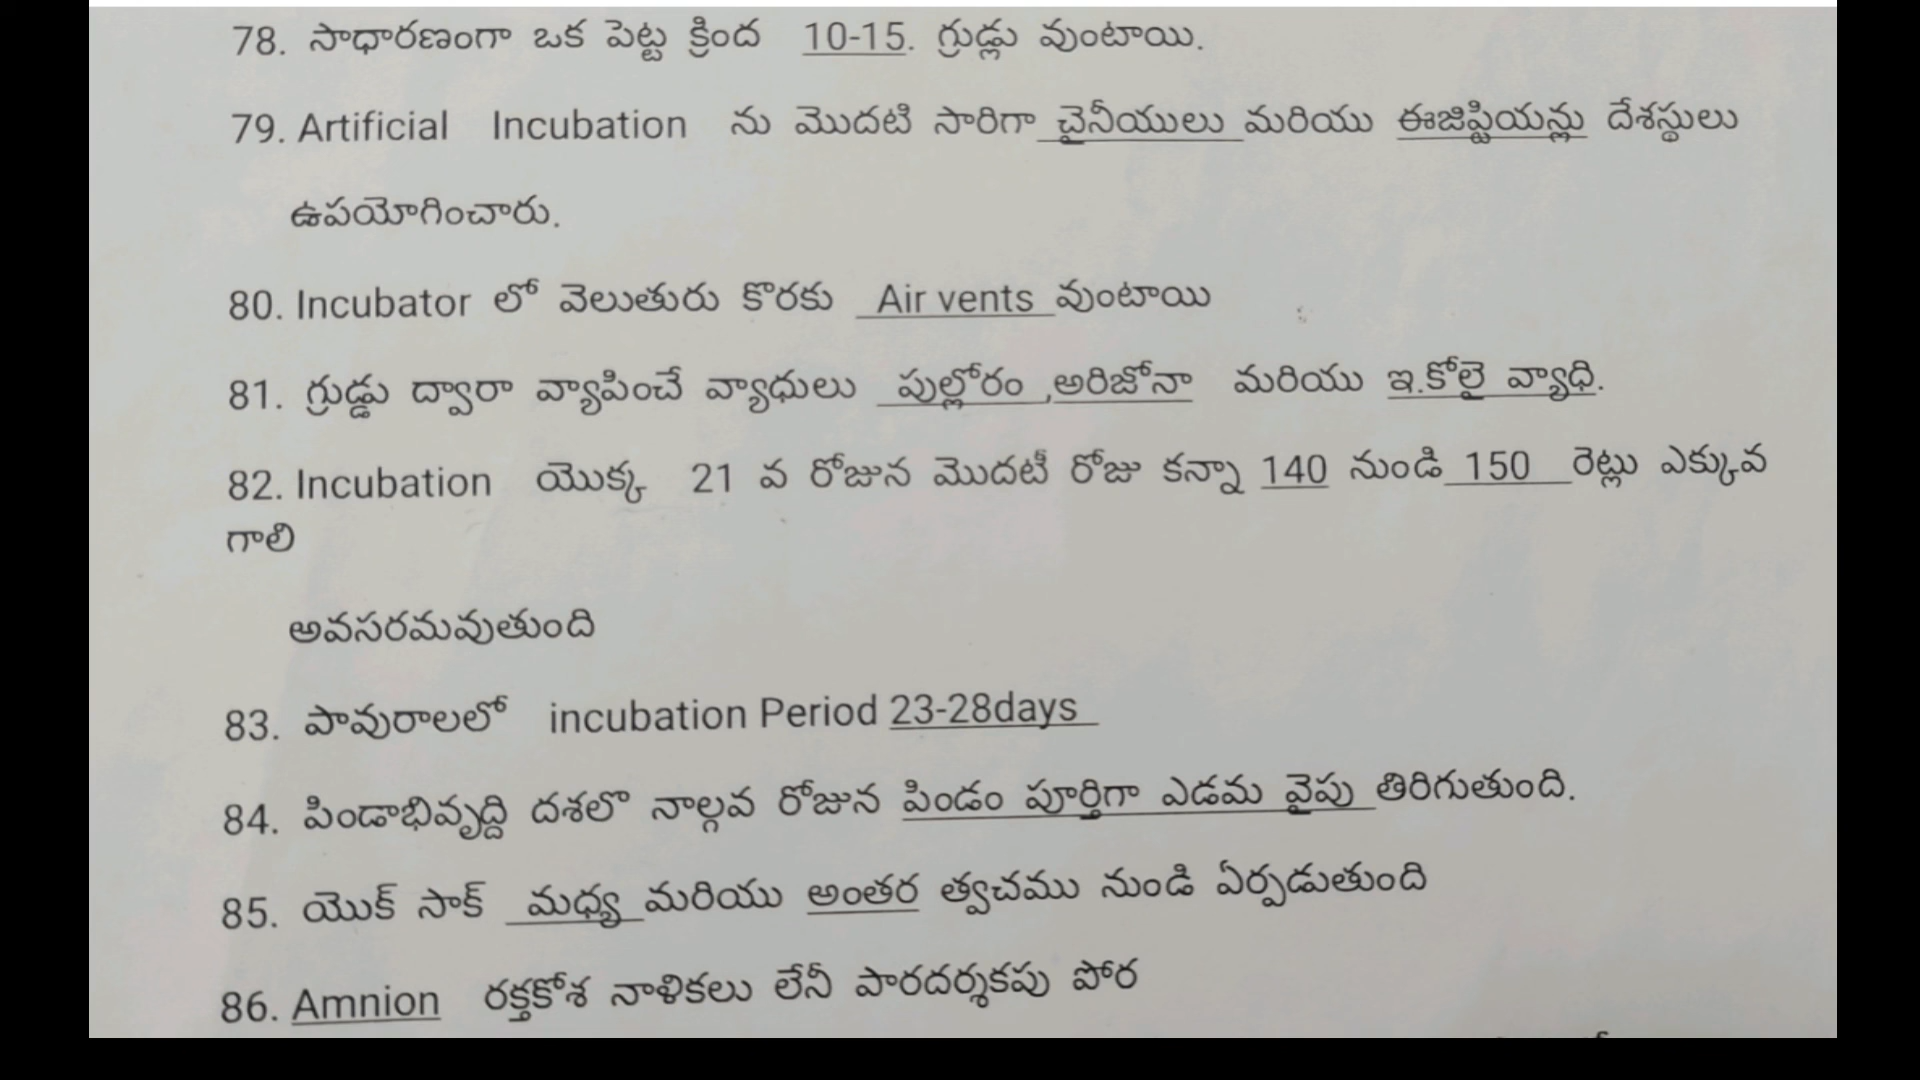 78. సాధారణంగా ఒక పెట్ట క్రింద 10-15. గ్రుడ్లు వుంటాయి.
79. Artificial Incubation ను మొదటి సారిగా చైనీయులు మరియు ఈజిప్టియన్లు దేశస్థులు
ఉపయోగించారు.
80. Incubator లో వెలుతురు కొరకు Air vents వుంటాయి
81. గ్రుడ్డు ద్వారా వ్యాపించే వ్యాధులు పుల్లోరం ,అరిజోనా మరియు ఇ.కోలై వ్యాధి.
82. Incubation యొక్క 21 వ రోజున మొదటీ రోజు కన్నా 140 నుండి 150 రెట్లు ఎక్కువ
గాలి
అవసరమవుతుంది
83. పావురాలలో incubation Period 23-28days
84. పిండాభివృద్ది దశలొ నాల్గవ రోజున పిండం పూర్తిగా ఎడమ వైపు తిరిగుతుంది.
85. యొక్ సాక్ మధ్య మరియు అంతర త్వచము నుండి ఏర్పడుతుంది
86. Amnion రక్తకోశ నాళికలు లేనీ పారదర్శకపు పోర